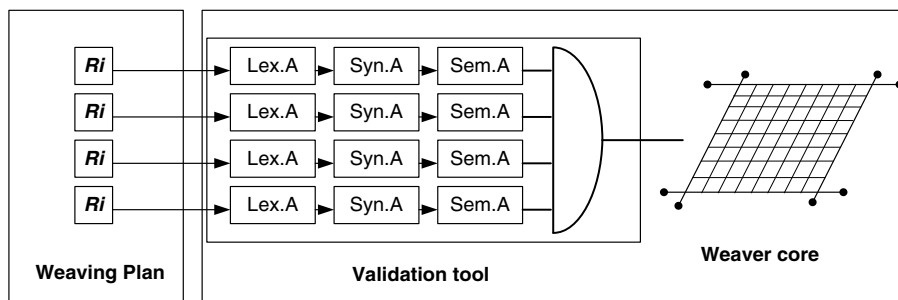 Ri Lex.A Syn.A Sem.A
Ri Lex.A Syn.A Sem.A
Ri Lex.A Syn.A Sem.A
Ri Lex.A Syn.A Sem.A
Weaver core
Weaving Plan Validation tool